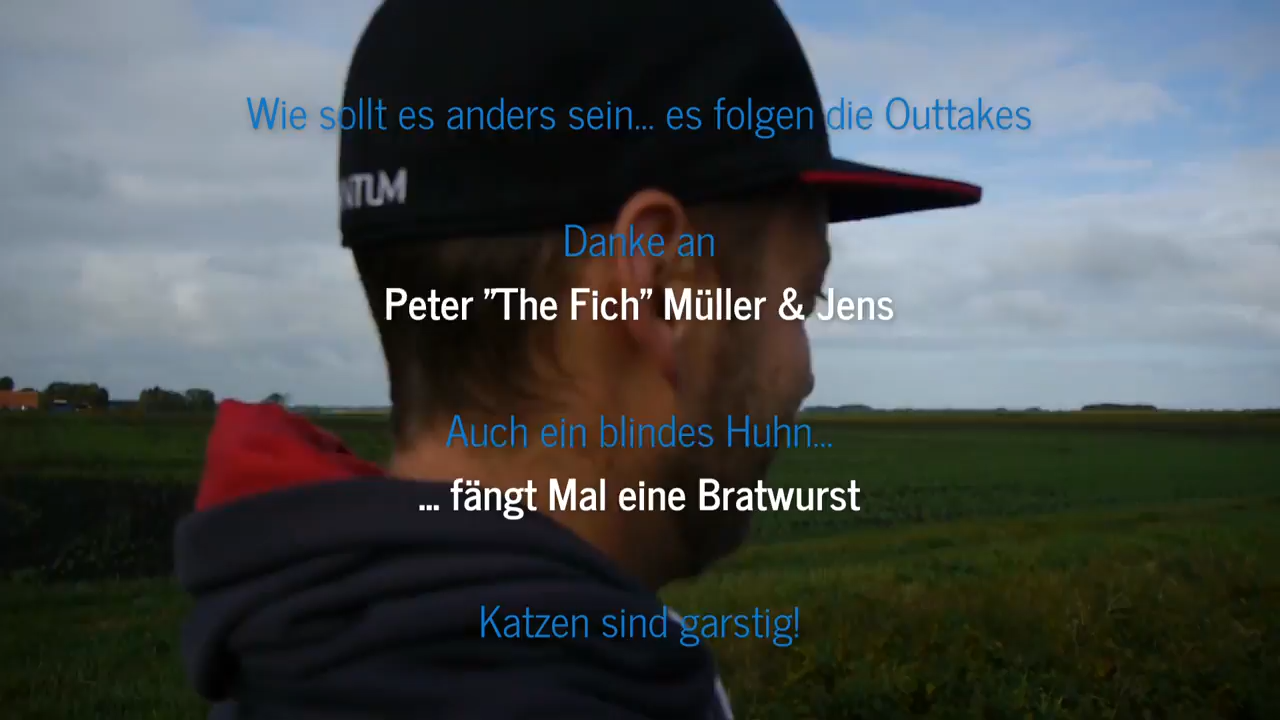 Wie sollt es anders sein... es folgen die Outtakes
ATUM
Danke an
Peter "The Fich" Müller & Jens
Auch ein blindes Huhn...
... fängt Mal eine Bratwurst
Katzen sind garstig!